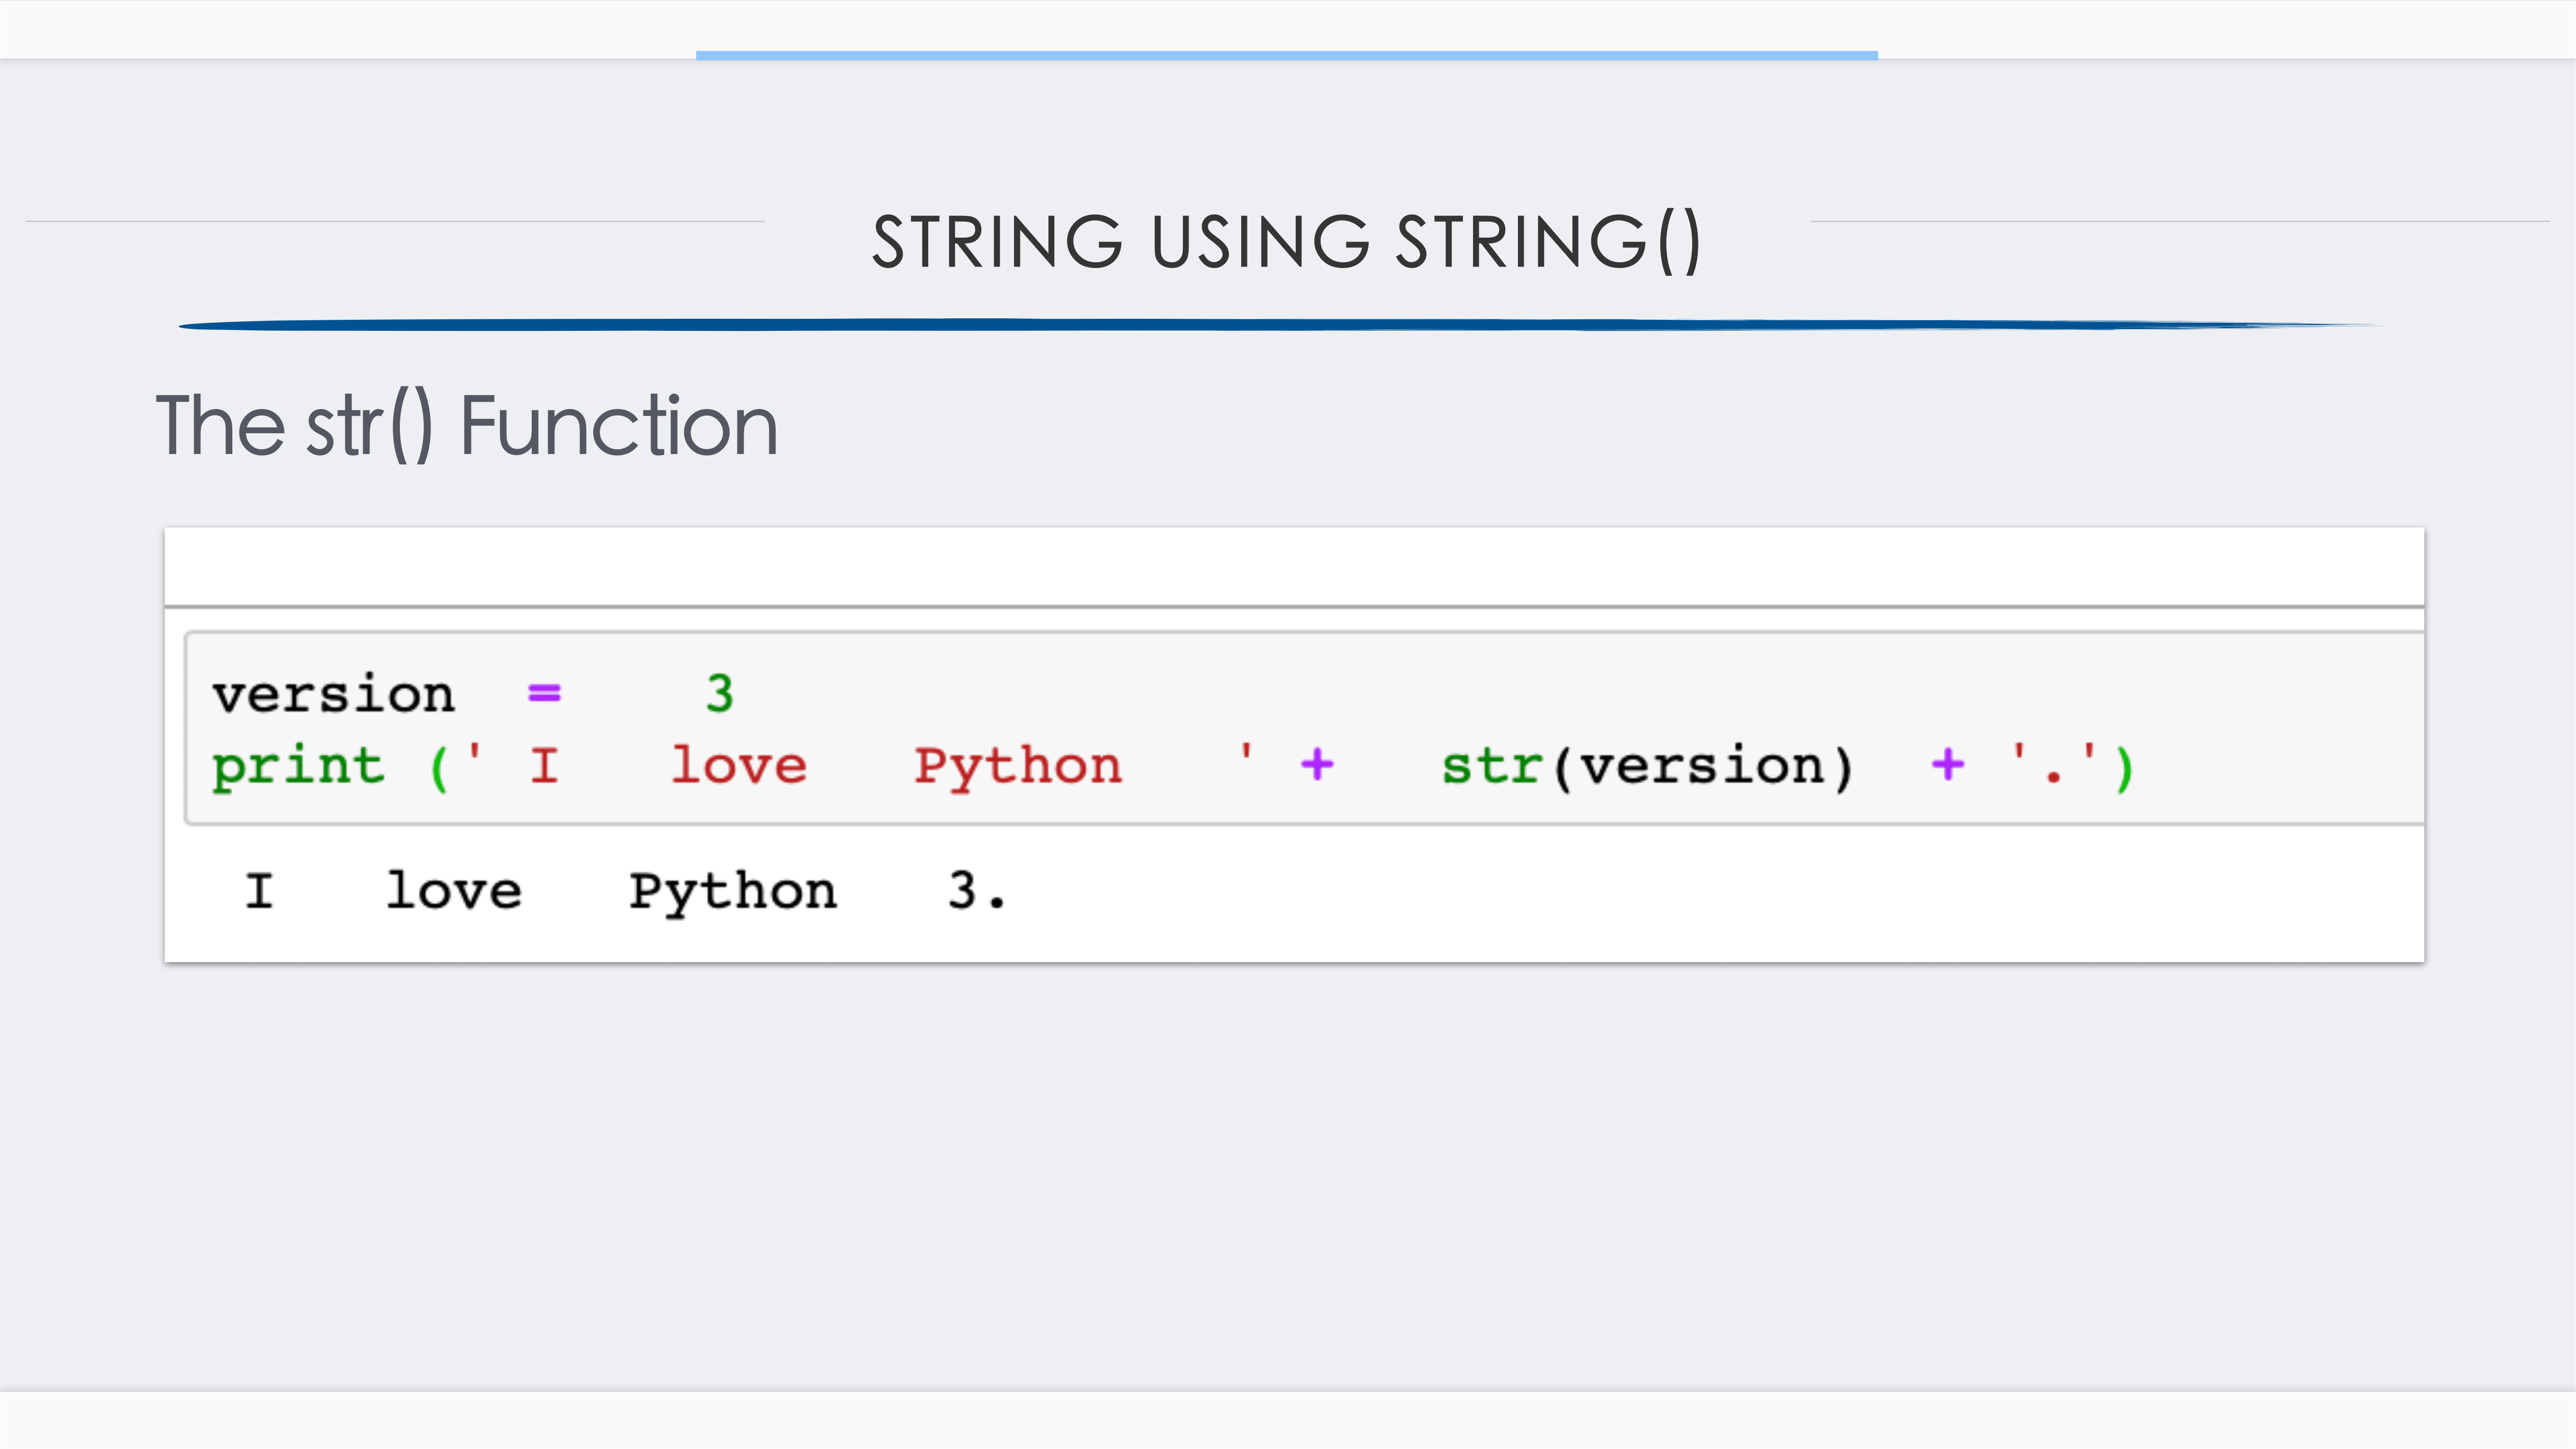 STRING USING STRING()
The str() Function
version  =    3
print (' I   love   Python   ' +   str(version)  + '.')
 I   love   Python   3.